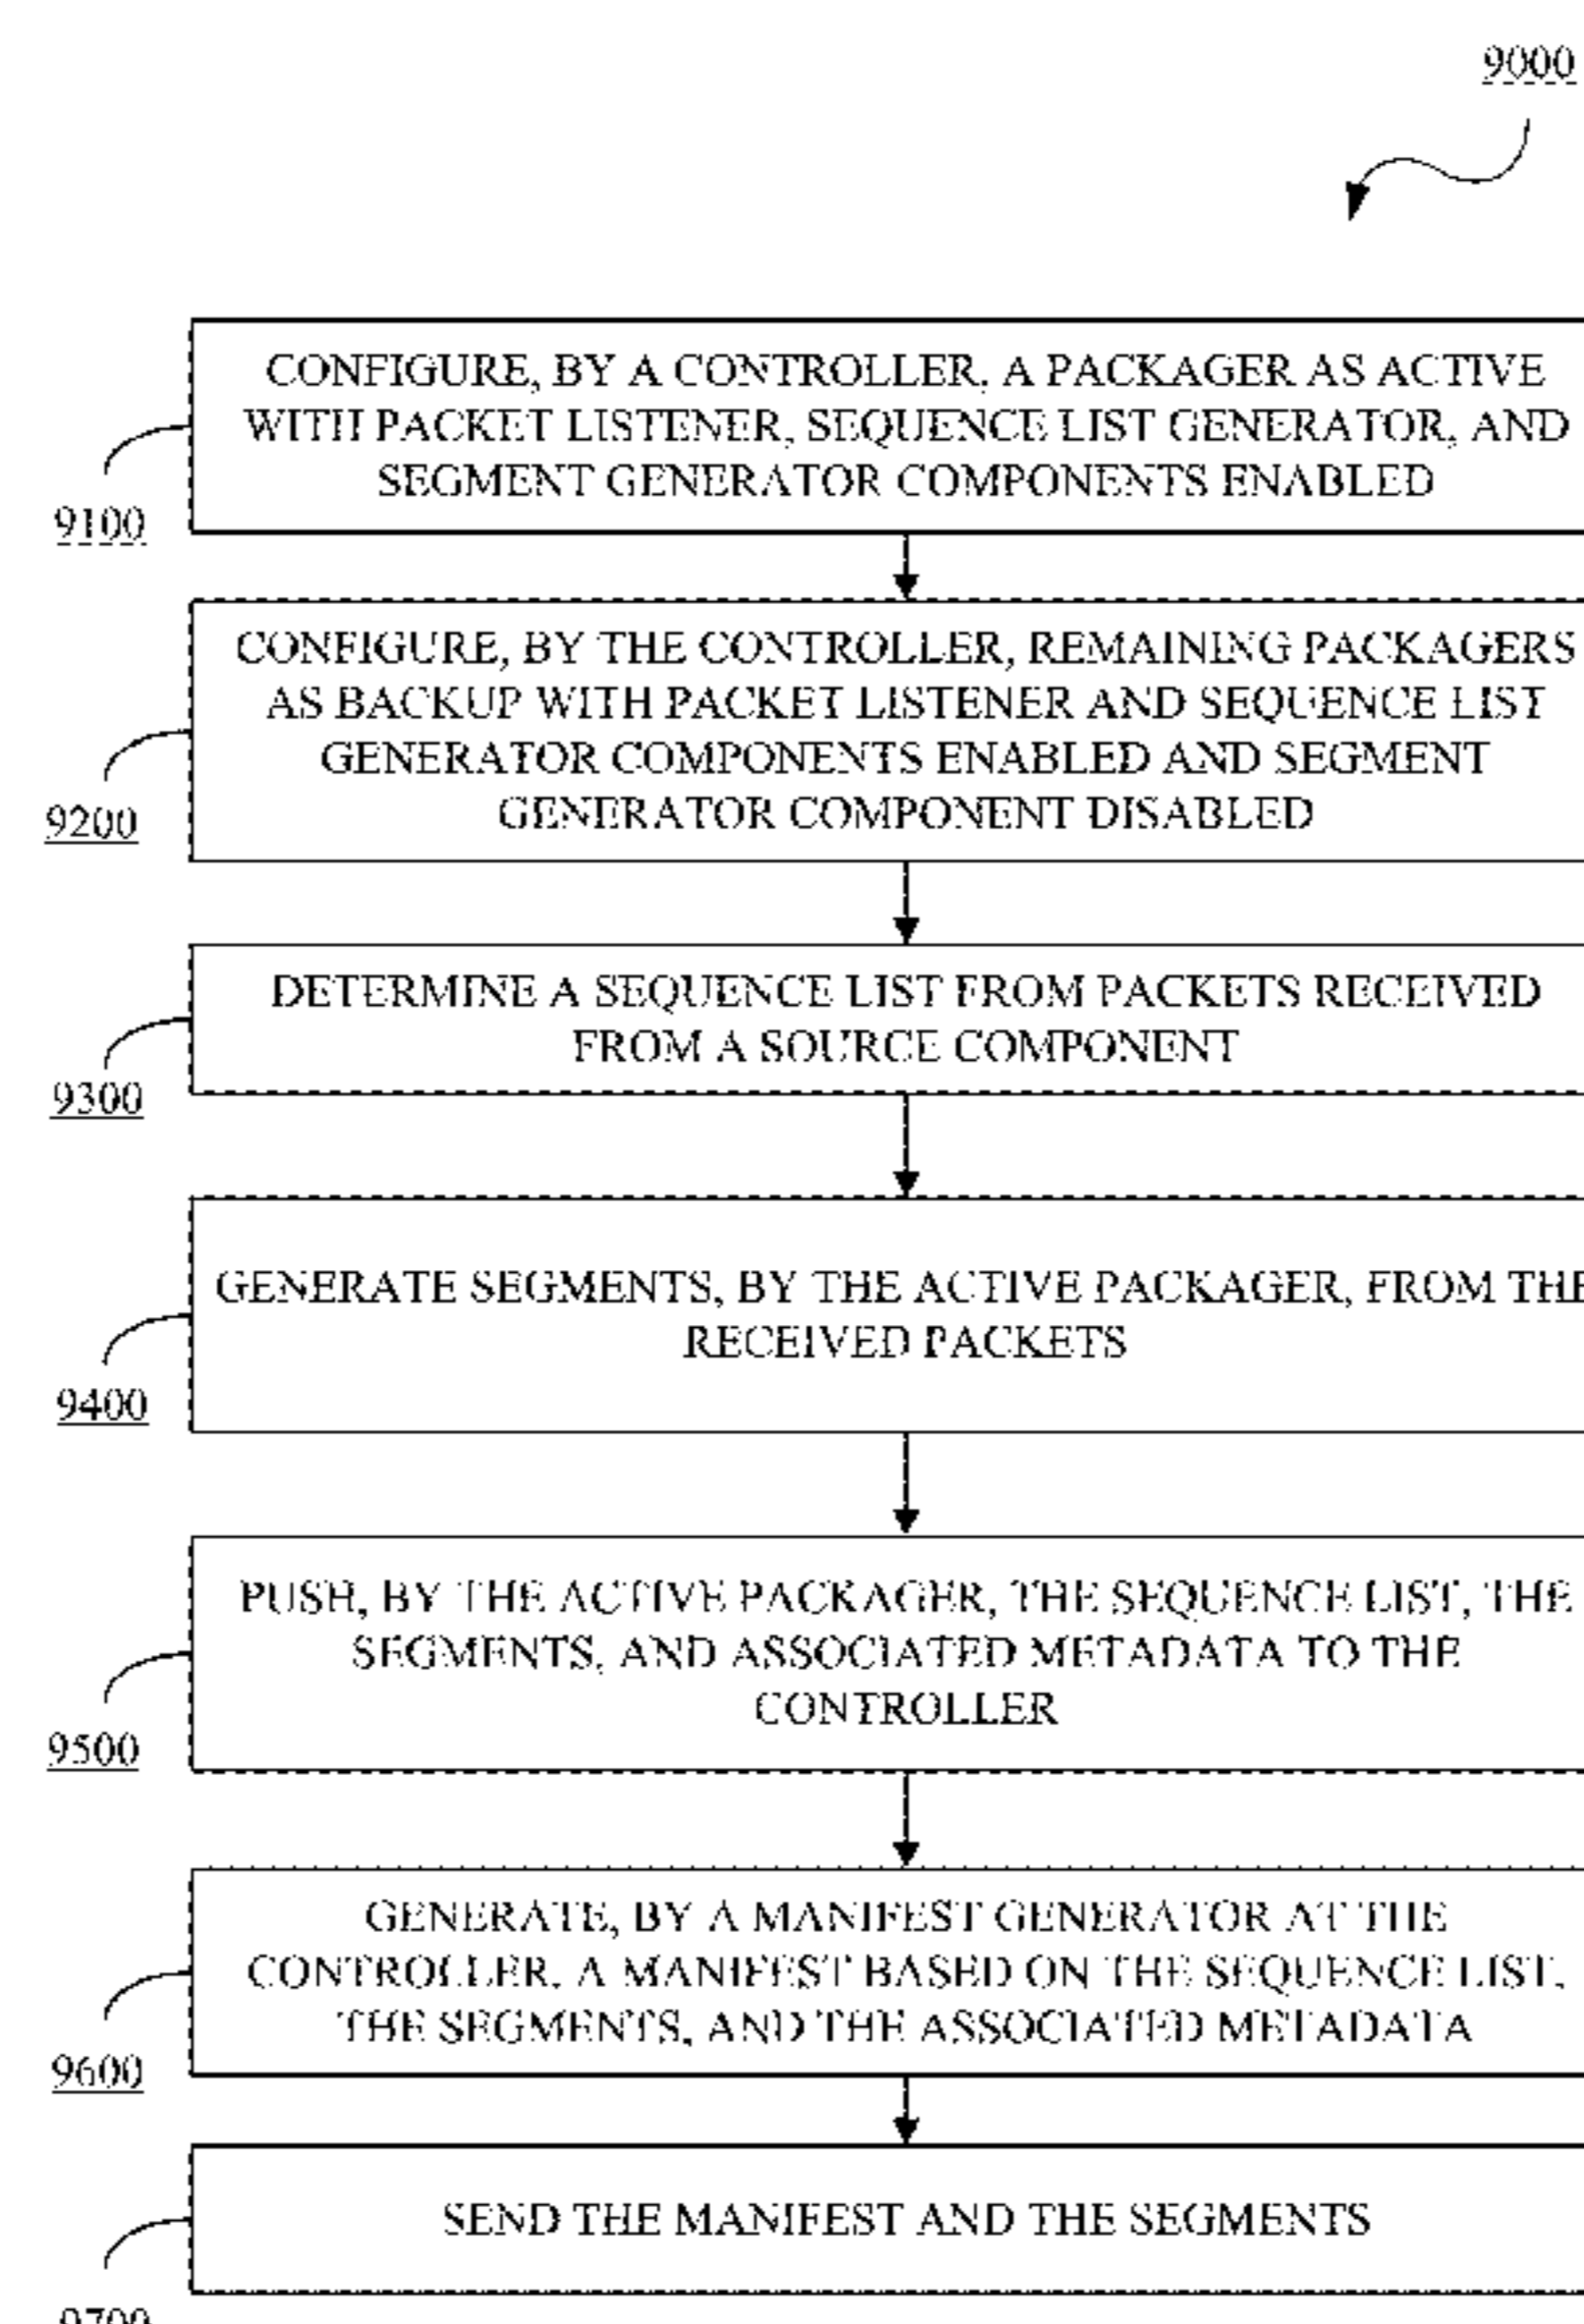 9000
CONFIGURE, BY A CONTROLLER, A PACKAGER AS ACTIVE
WITH PACKET LISTENER, SEQUENCE LIST GENERATOR, AND
SEGMENT GENERATOR COMPONENTS ENABLED
9100
CONFIGURE, BY THE CONTROLLER, REMAINING PACKAGERS
AS BACKUP WITH PACKET LISTENER AND SEQUENCE LIST
GENERATOR COMPONENTS ENABLED AND SEGMENT
GENERATOR COMPONENT DISABLED
9200
DETERMINE A SEQUENCE LIST FROM PACKETS RECEIVED
FROM A SOURCE COMPONENT
9300
GENERATE SEGMENTS, BY THE ACTIVE PACKAGER, FROM THE
RECEIVED PACKETS
9400
PUSH, BY THE ACTIVE PACKAGER, THE SEQUENCE LIST, THE
SEGMENTS, AND ASSOCIATED METADATA TO THE
CONTROLLER
9500
GENERATE, BY A MANIFEST GENERATOR AT THE
CONTROLLER, A MANIFEST BASED ON THE SEQUENCE LIST,
THE SEGMENTS, AND THE ASSOCIATED METADATA
9600
SEND THE MANIFEST AND THE SEGMENTS
9700